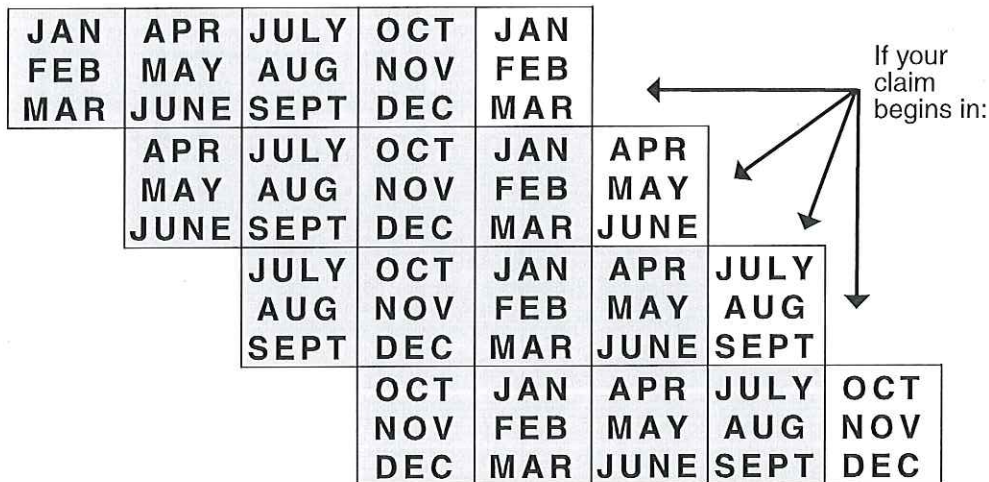 JAN APR JULY OCT JAN
FEB MAY AUG NOV FEB
MAR JUNE SEPT DEC MAR
If your
claim
begins in:
APR JULY OCT JAN APR
MAY AUG NOV FEB MAY
JUNE SEPT DEC MAR JUNE
JULY OCT JAN APR JULY
AUG NOV FEB MAY AUG
SEPT DEC MAR JUNE SEPT
OCT JAN APR JULY OCT
NOV FEB MAY AUG NOV
DEC MAR JUNE SEPT DEC